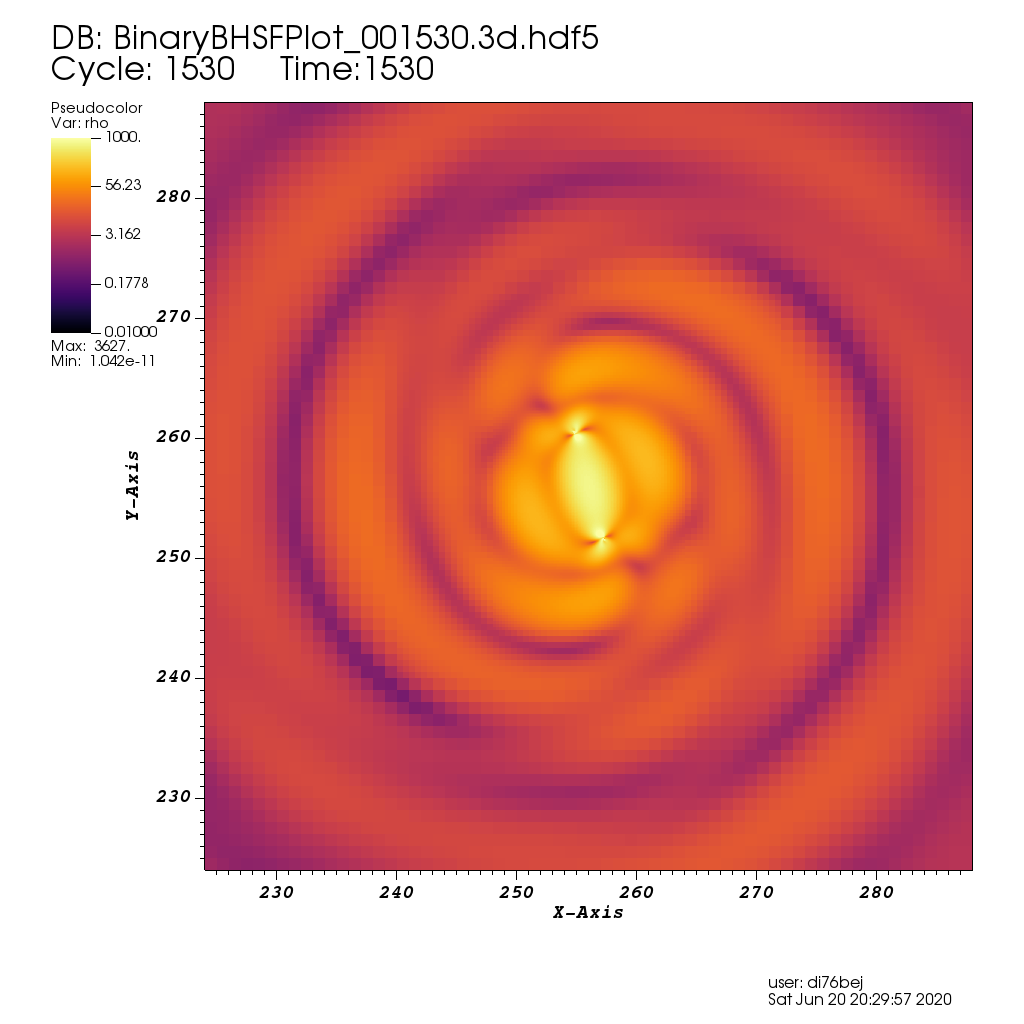 DB: BinaryBHSFPlot_001530.3d.hdf5
Cycle: 1530 Time:1530
Pseudocolor
Var: rho
1000.
56.23
3.162
0.1778
0.01000
Max: 3627.
Min: 1.042e-11
280
270
260
250
240
230
Y-Axis
230 240 250 260 270 280
X-Axis
user: di76bej
Sat Jun 20 20:29:57 2020